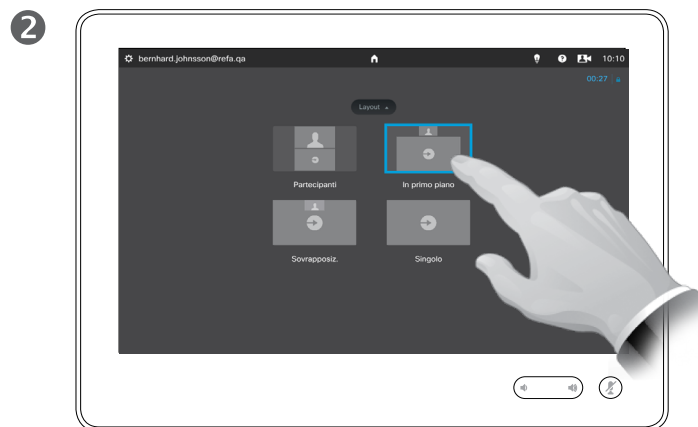 2
bernhard.johnsson@refa.qa
? 10:10
00:27
Layout
Partecipanti In primo piano
Sovrapposiz. Singolo